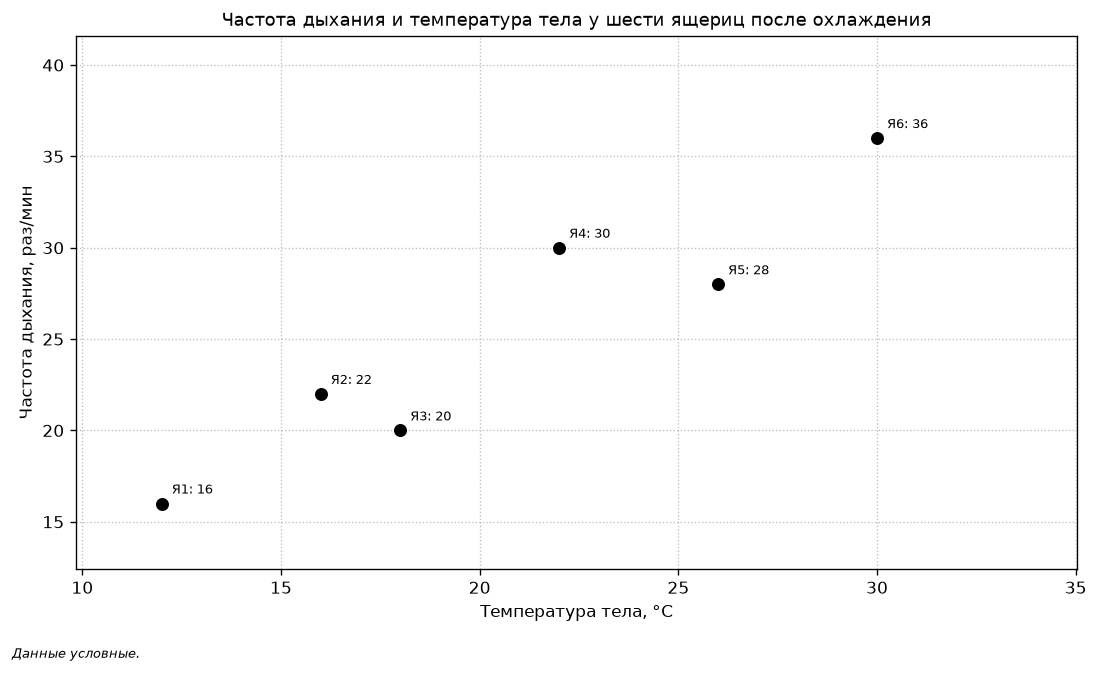 Частота дыхания и температура тела у шести ящериц после охлаждения
Частота дыхания, раз/мин
40
35
30
25
20
15
Я6: 36
Я4: 30
Я5: 28
Я2: 22
Я3: 20
Я1: 16
10 15 20 25 30 35
Температура тела, °C
Данные условные.